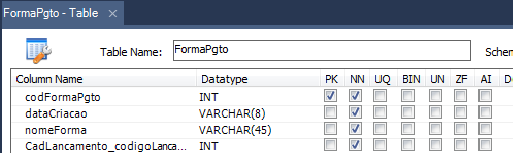 FormaPgto - Table
Table Name: FormaPgto Schem
Column Name Datatype PK NN UQ BIN UN ZF AI
codFormaPgto INT
dataCriacao VARCHAR(8)
nomeForma VARCHAR(45)
CadLancamento_codigoLanca... INT